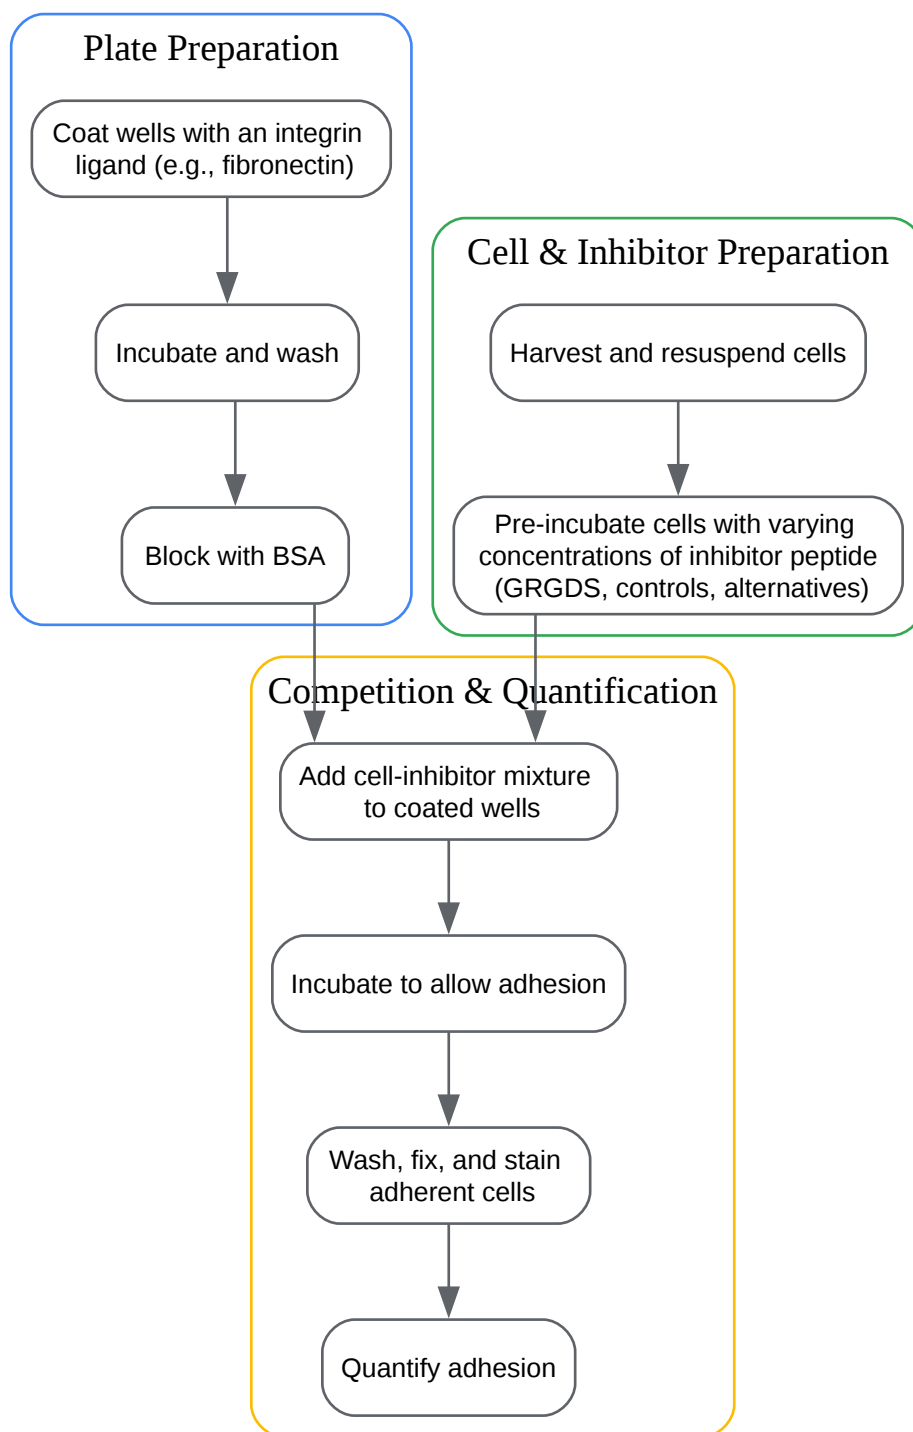 Plate Preparation
Coat wells with an integrin
ligand (e.g., fibronectin)
Incubate and wash
Block with BSA
Cell & Inhibitor Preparation
Harvest and resuspend cells
Pre-incubate cells with varying
concentrations of inhibitor peptide
(GRGDS, controls, alternatives)
Competition & Quantification
Add cell-inhibitor mixture
to coated wells
Incubate to allow adhesion
Wash, fix, and stain
adherent cells
Quantify adhesion